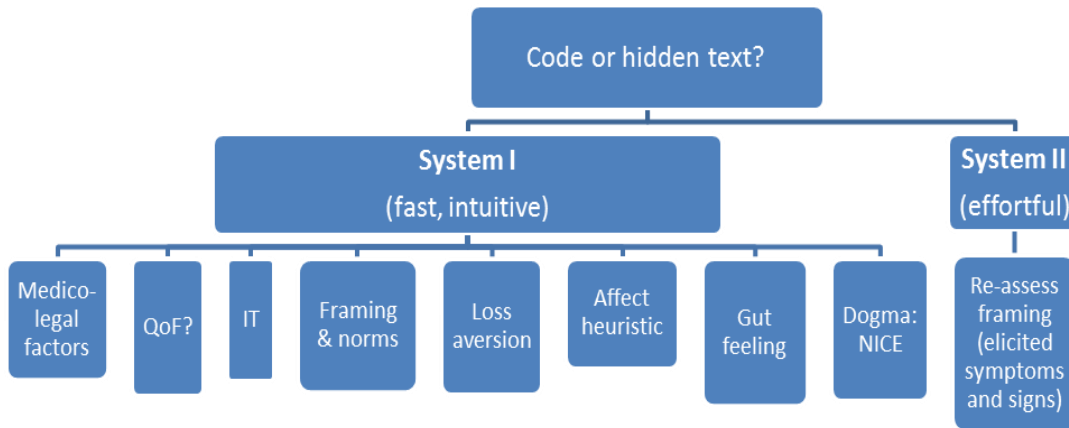 Code or hidden text?
System I
(fast, intuitive)
System II
(effortful)
Medico-
legal
factors
QoF?
IT
Framing
& norms
Loss
aversion
Affect
heuristic
Gut
feeling
Dogma:
NICE
Re-assess
framing
(elicited
symptoms
and signs)